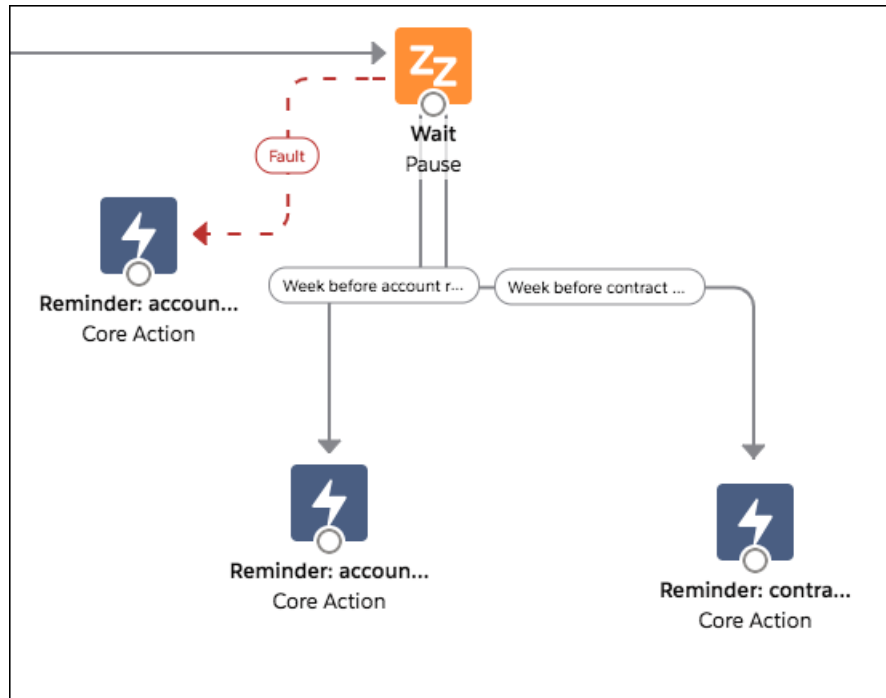 ZZ
Wait
Pause
Fault
Reminder: accoun...
Core Action
Week before account r...
Week before contract ...
Reminder: accoun...
Core Action
Reminder: contra...
Core Action